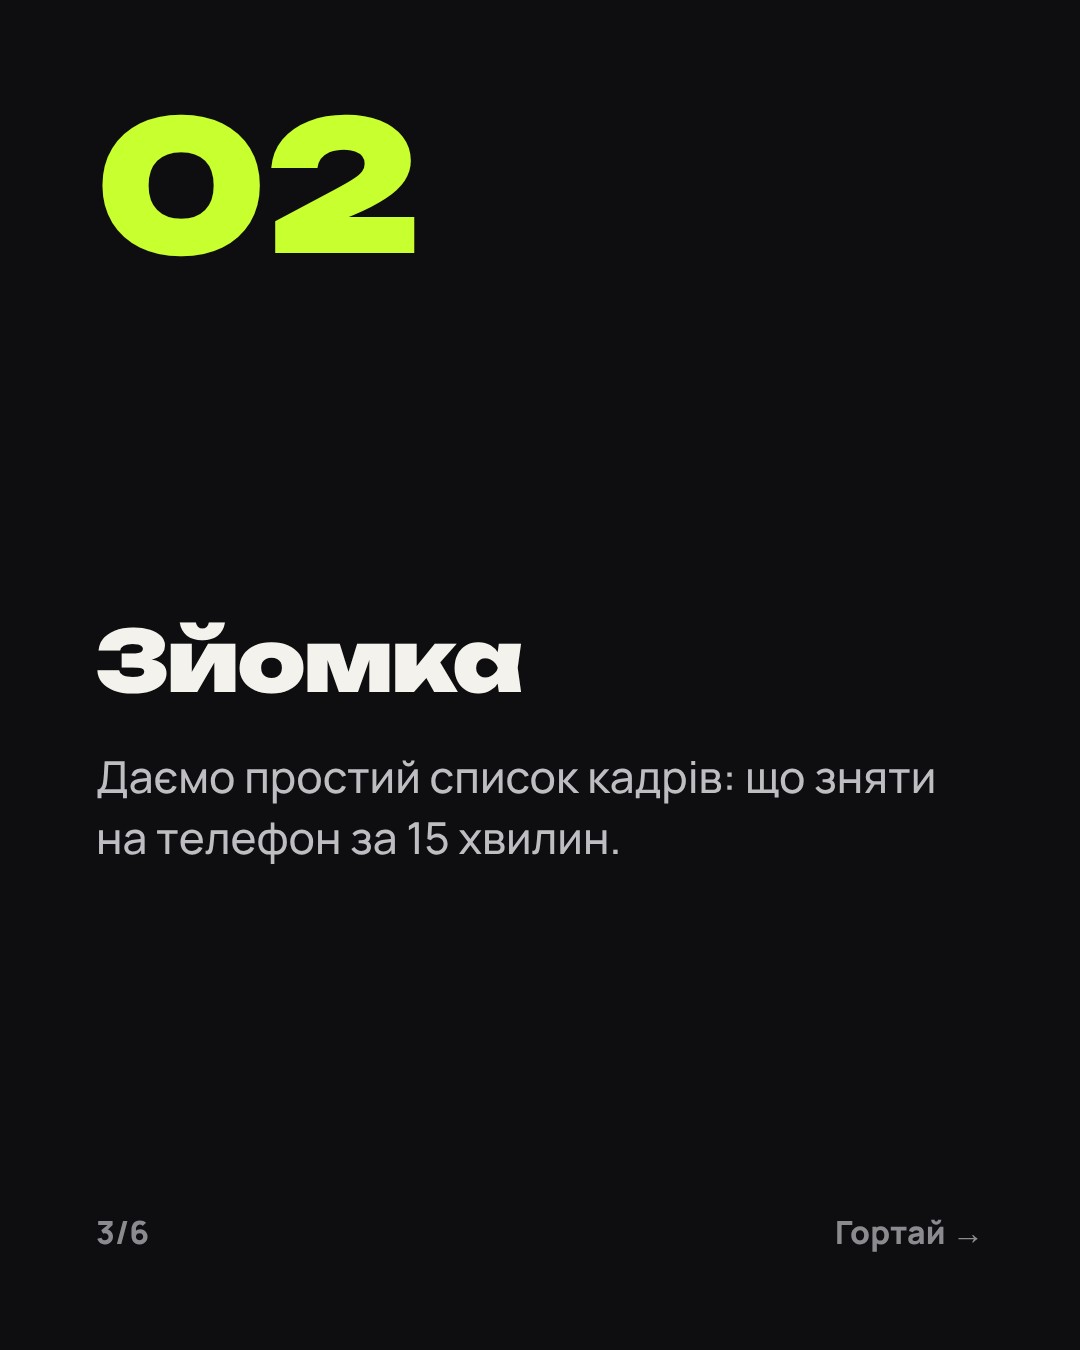 02
Зйомка
Даємо простий список кадрів: що зняти
на телефон за 15 хвилин.
3/6
Гортай →